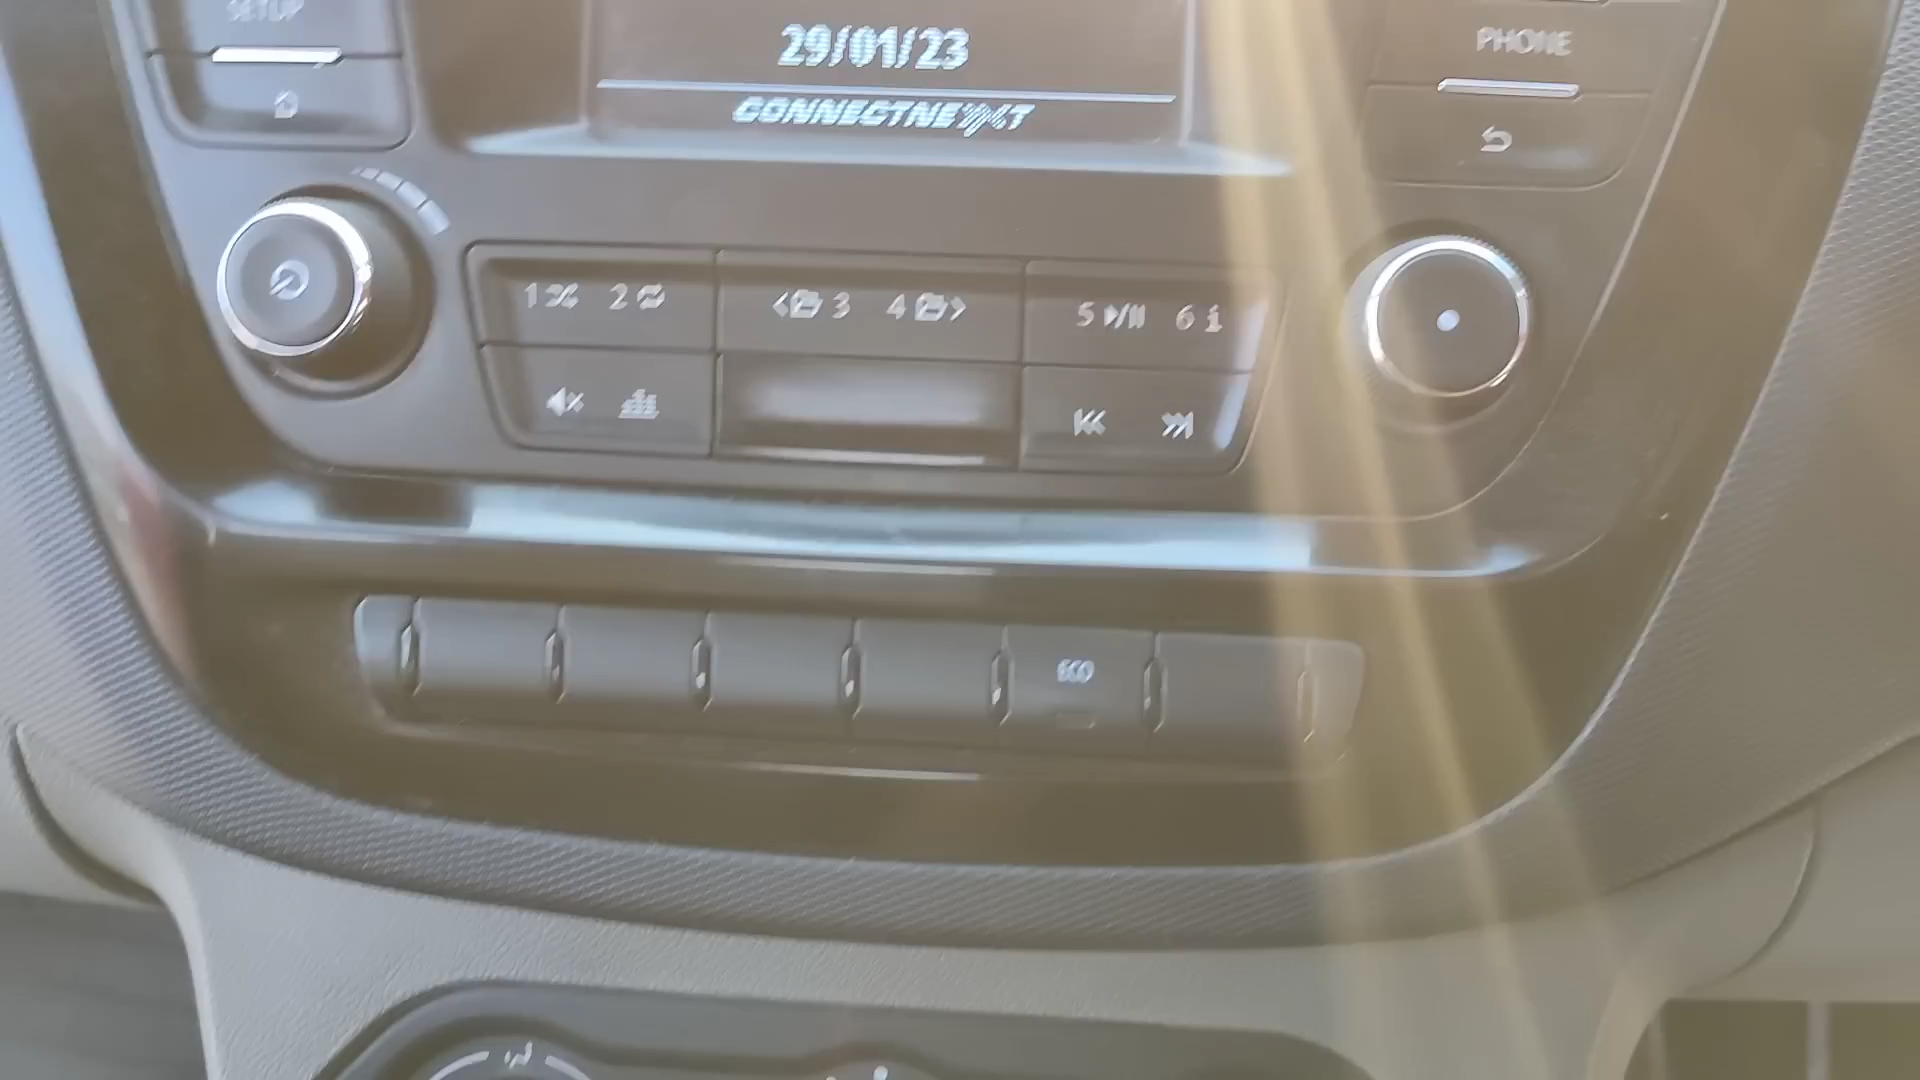 SETUP
29/01/23
PHONE
CONNECTNEXT
1 2 3 4 5 6 i
ECO